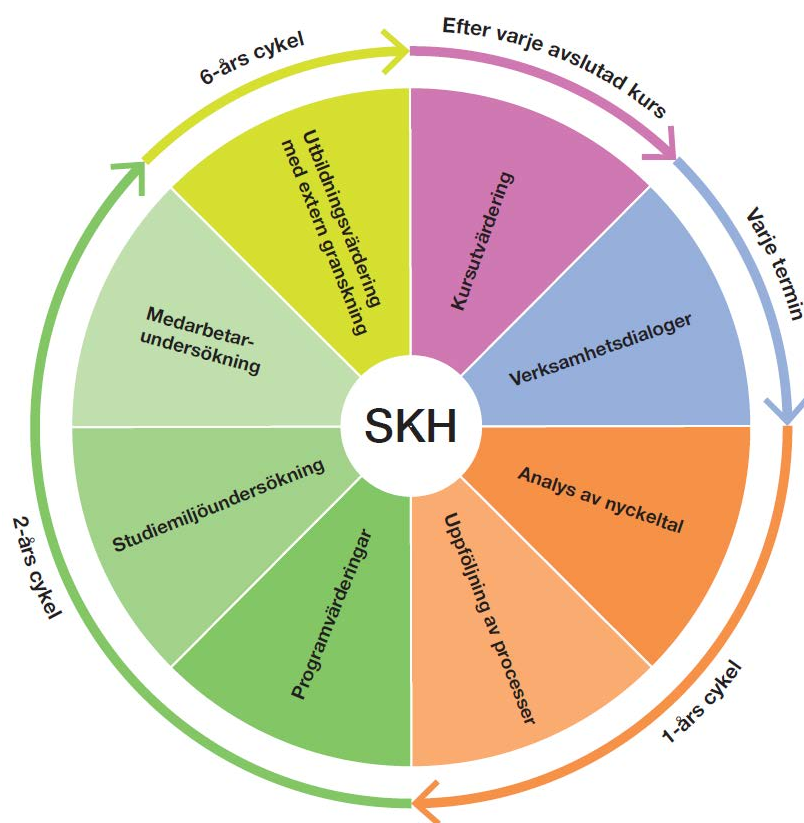 Efter varje avslutad kurs
Varje termin
1-års cykel
2-års cykel
6-års cykel
Kursutvärdering
Verksamhetsdialoger
Analys av nyckeltal
Uppföljning av processer
Programvärderingar
Studiemiljöundersökning
Medarbetar-
undersökning
Utbildningsvärdering
med extern granskning
SKH